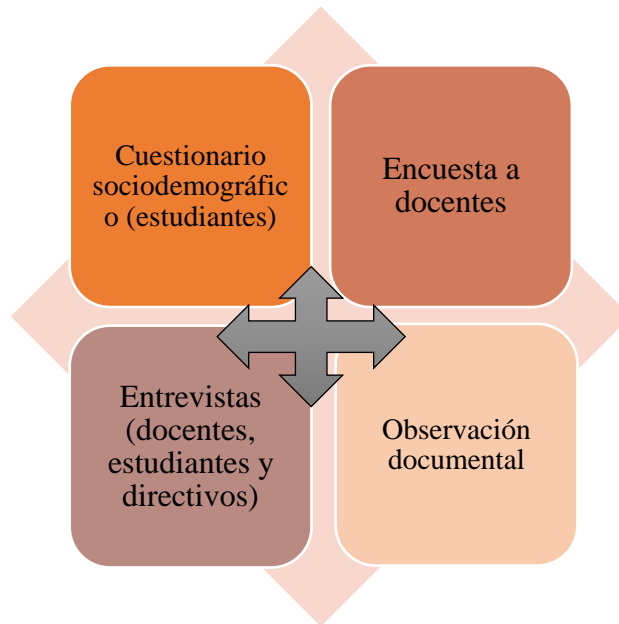 Cuestionario
sociodemográfic
o (estudiantes)
Encuesta a
docentes
Entrevistas
(docentes,
estudiantes y
directivos)
Observación
documental